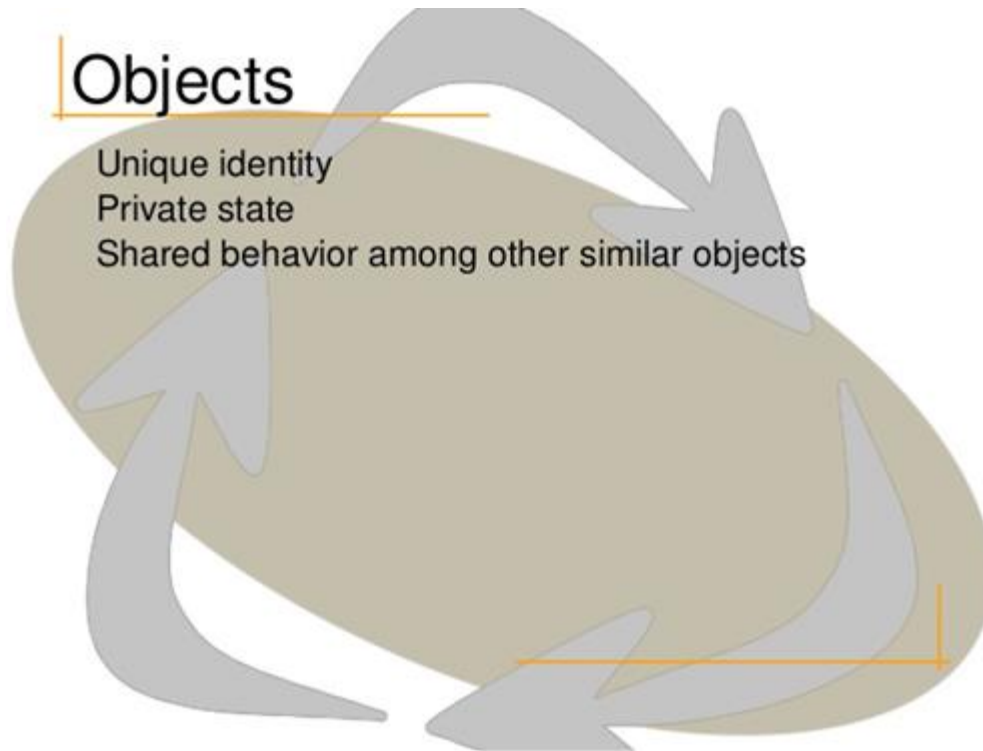 Objects
Unique identity
Private state
Shared behavior among other similar objects